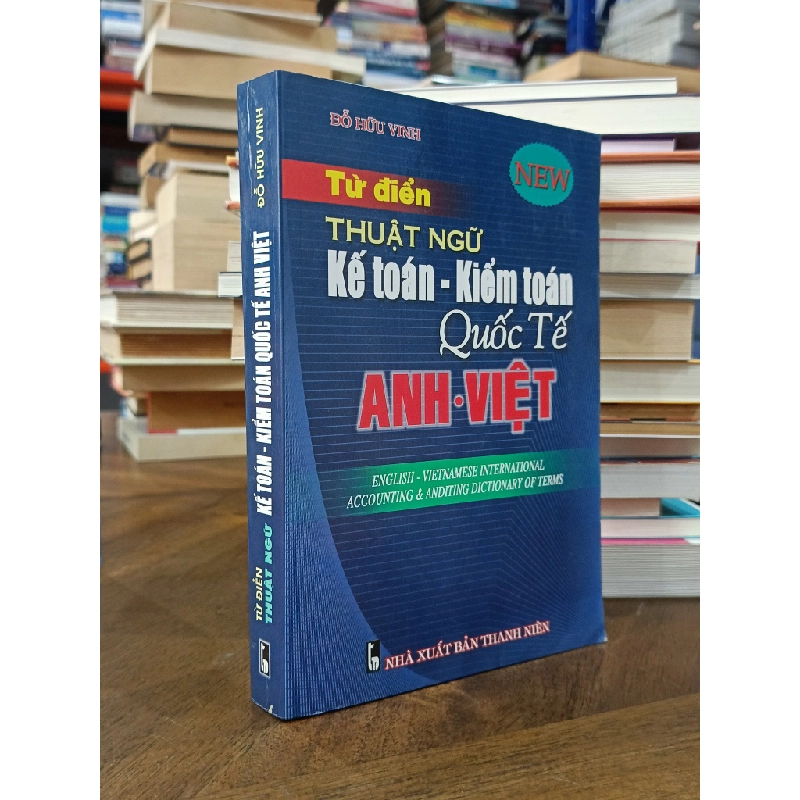 ĐỖ HỮU VINH
NEW
Từ điển
THUẬT NGỮ
Kế toán - Kiểm toán
Quốc Tế
ANH·VIỆT
ENGLISH - VIETNAMESE INTERNATIONAL
ACCOUNTING & ANDITING DICTIONARY OF TERMS
NHÀ XUẤT BẢN THANH NIÊN
TỪ ĐIỂN
THUẬT NGỮ
KẾ TOÁN - KIỂM TOÁN QUỐC TẾ ANH VIỆT
ĐỖ HỮU VINH